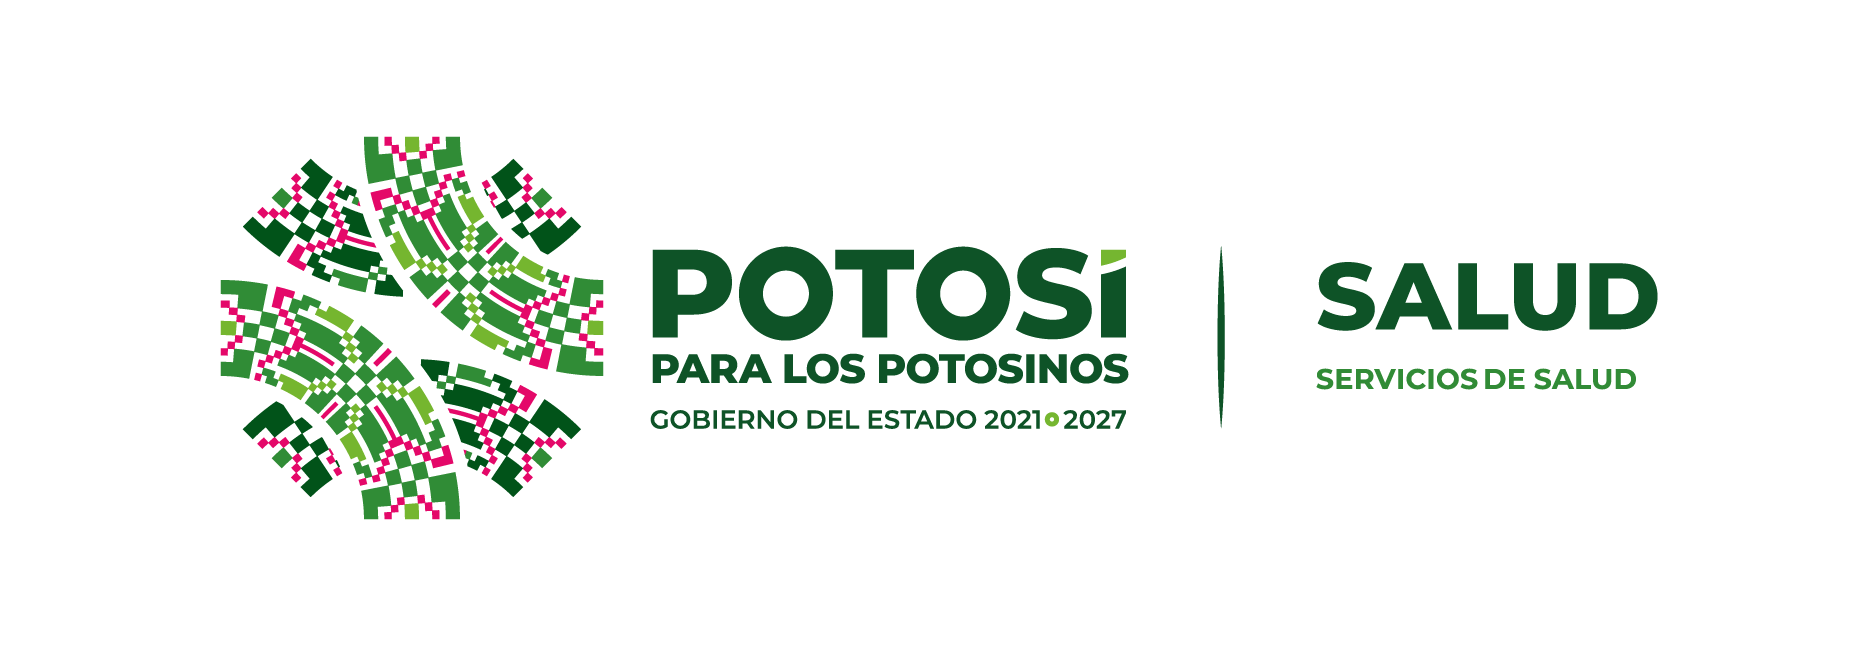 POTOSÍ
PARA LOS POTOSINOS
GOBIERNO DEL ESTADO 2021•2027
SALUD
SERVICIOS DE SALUD